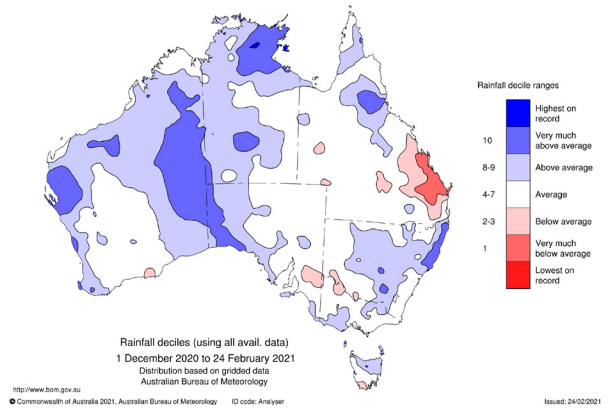 Rainfall decile ranges
Highest on
record
10
Very much
above average
8-9
Above average
4-7
Average
2-3
Below average
1
Very much
below average
Lowest on
record
Rainfall deciles (using all avail. data)
1 December 2020 to 24 February 2021
Distribution based on gridded data
Australian Bureau of Meteorology
http://www.bom.gov.au
© Commonwealth of Australia 2021, Australian Bureau of Meteorology
ID code: Analyser
Issued: 24/02/2021